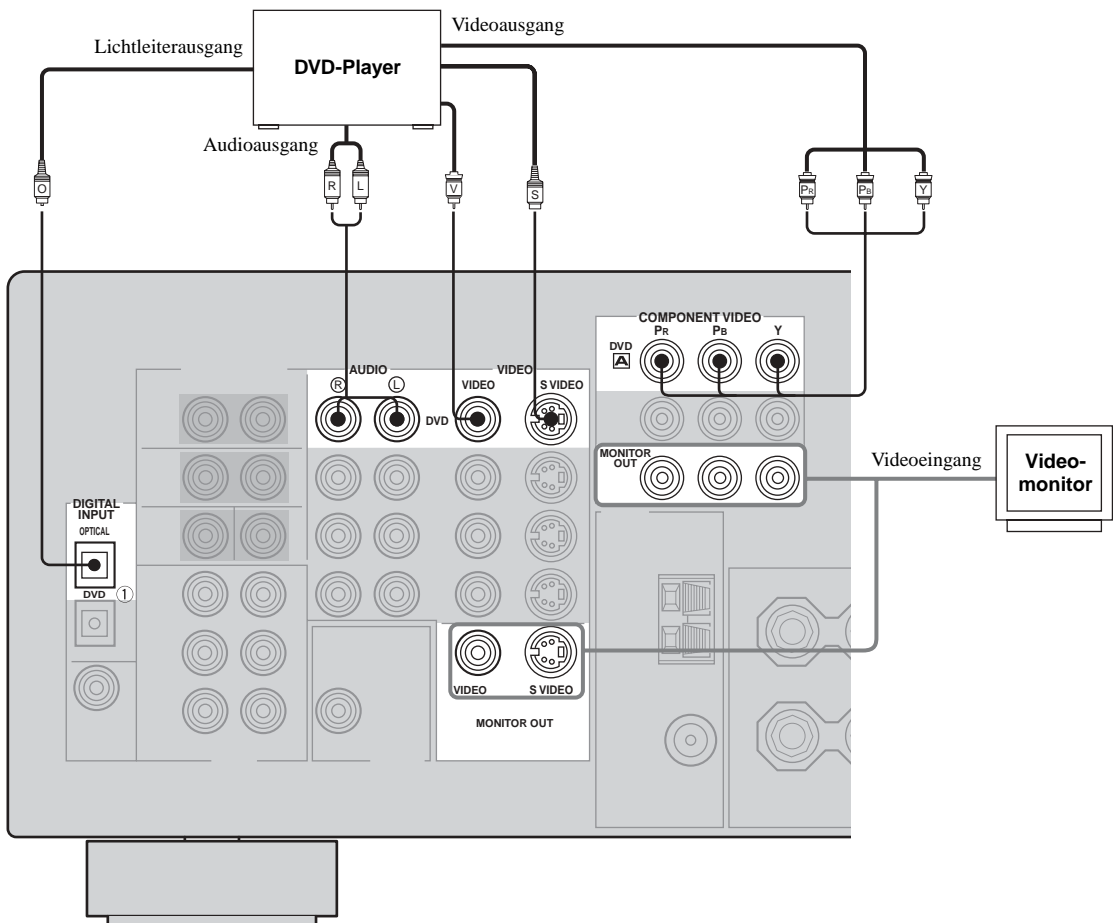 Videoausgang
Lichtleiterausgang
DVD-Player
Audioausgang
O
R L
V
S
PR PB Y
COMPONENT VIDEO
PR PB Y
DVD
A
AUDIO VIDEO
R L VIDEO S VIDEO
DVD
MONITOR
OUT
Videoeingang
Video-
monitor
DIGITAL
INPUT
OPTICAL
DVD 1
VIDEO S VIDEO
MONITOR OUT